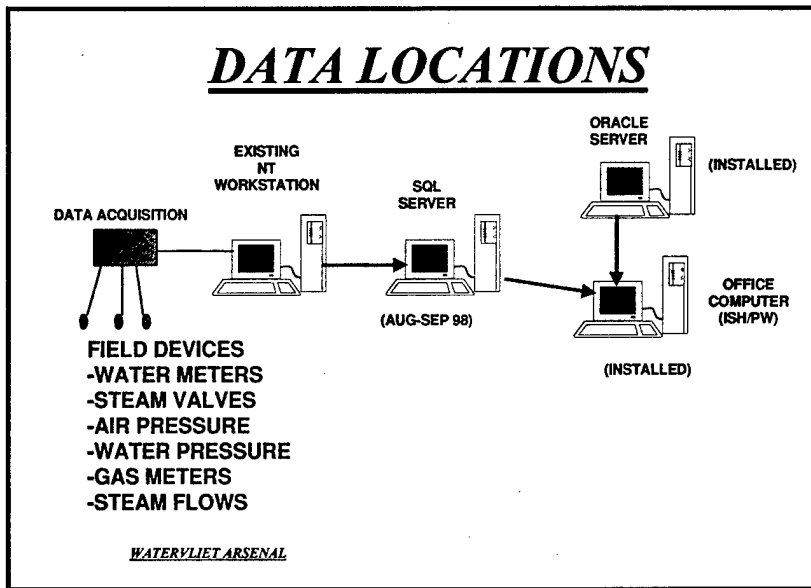 DATA LOCATIONS
ORACLE
SERVER
(INSTALLED)
EXISTING
NT
WORKSTATION
SQL
SERVER
DATA ACQUISITION
OFFICE
COMPUTER
(ISH/PW)
(AUG-SEP 98)
(INSTALLED)
FIELD DEVICES
-WATER METERS
-STEAM VALVES
-AIR PRESSURE
-WATER PRESSURE
-GAS METERS
-STEAM FLOWS
WATERVLIET ARSENAL